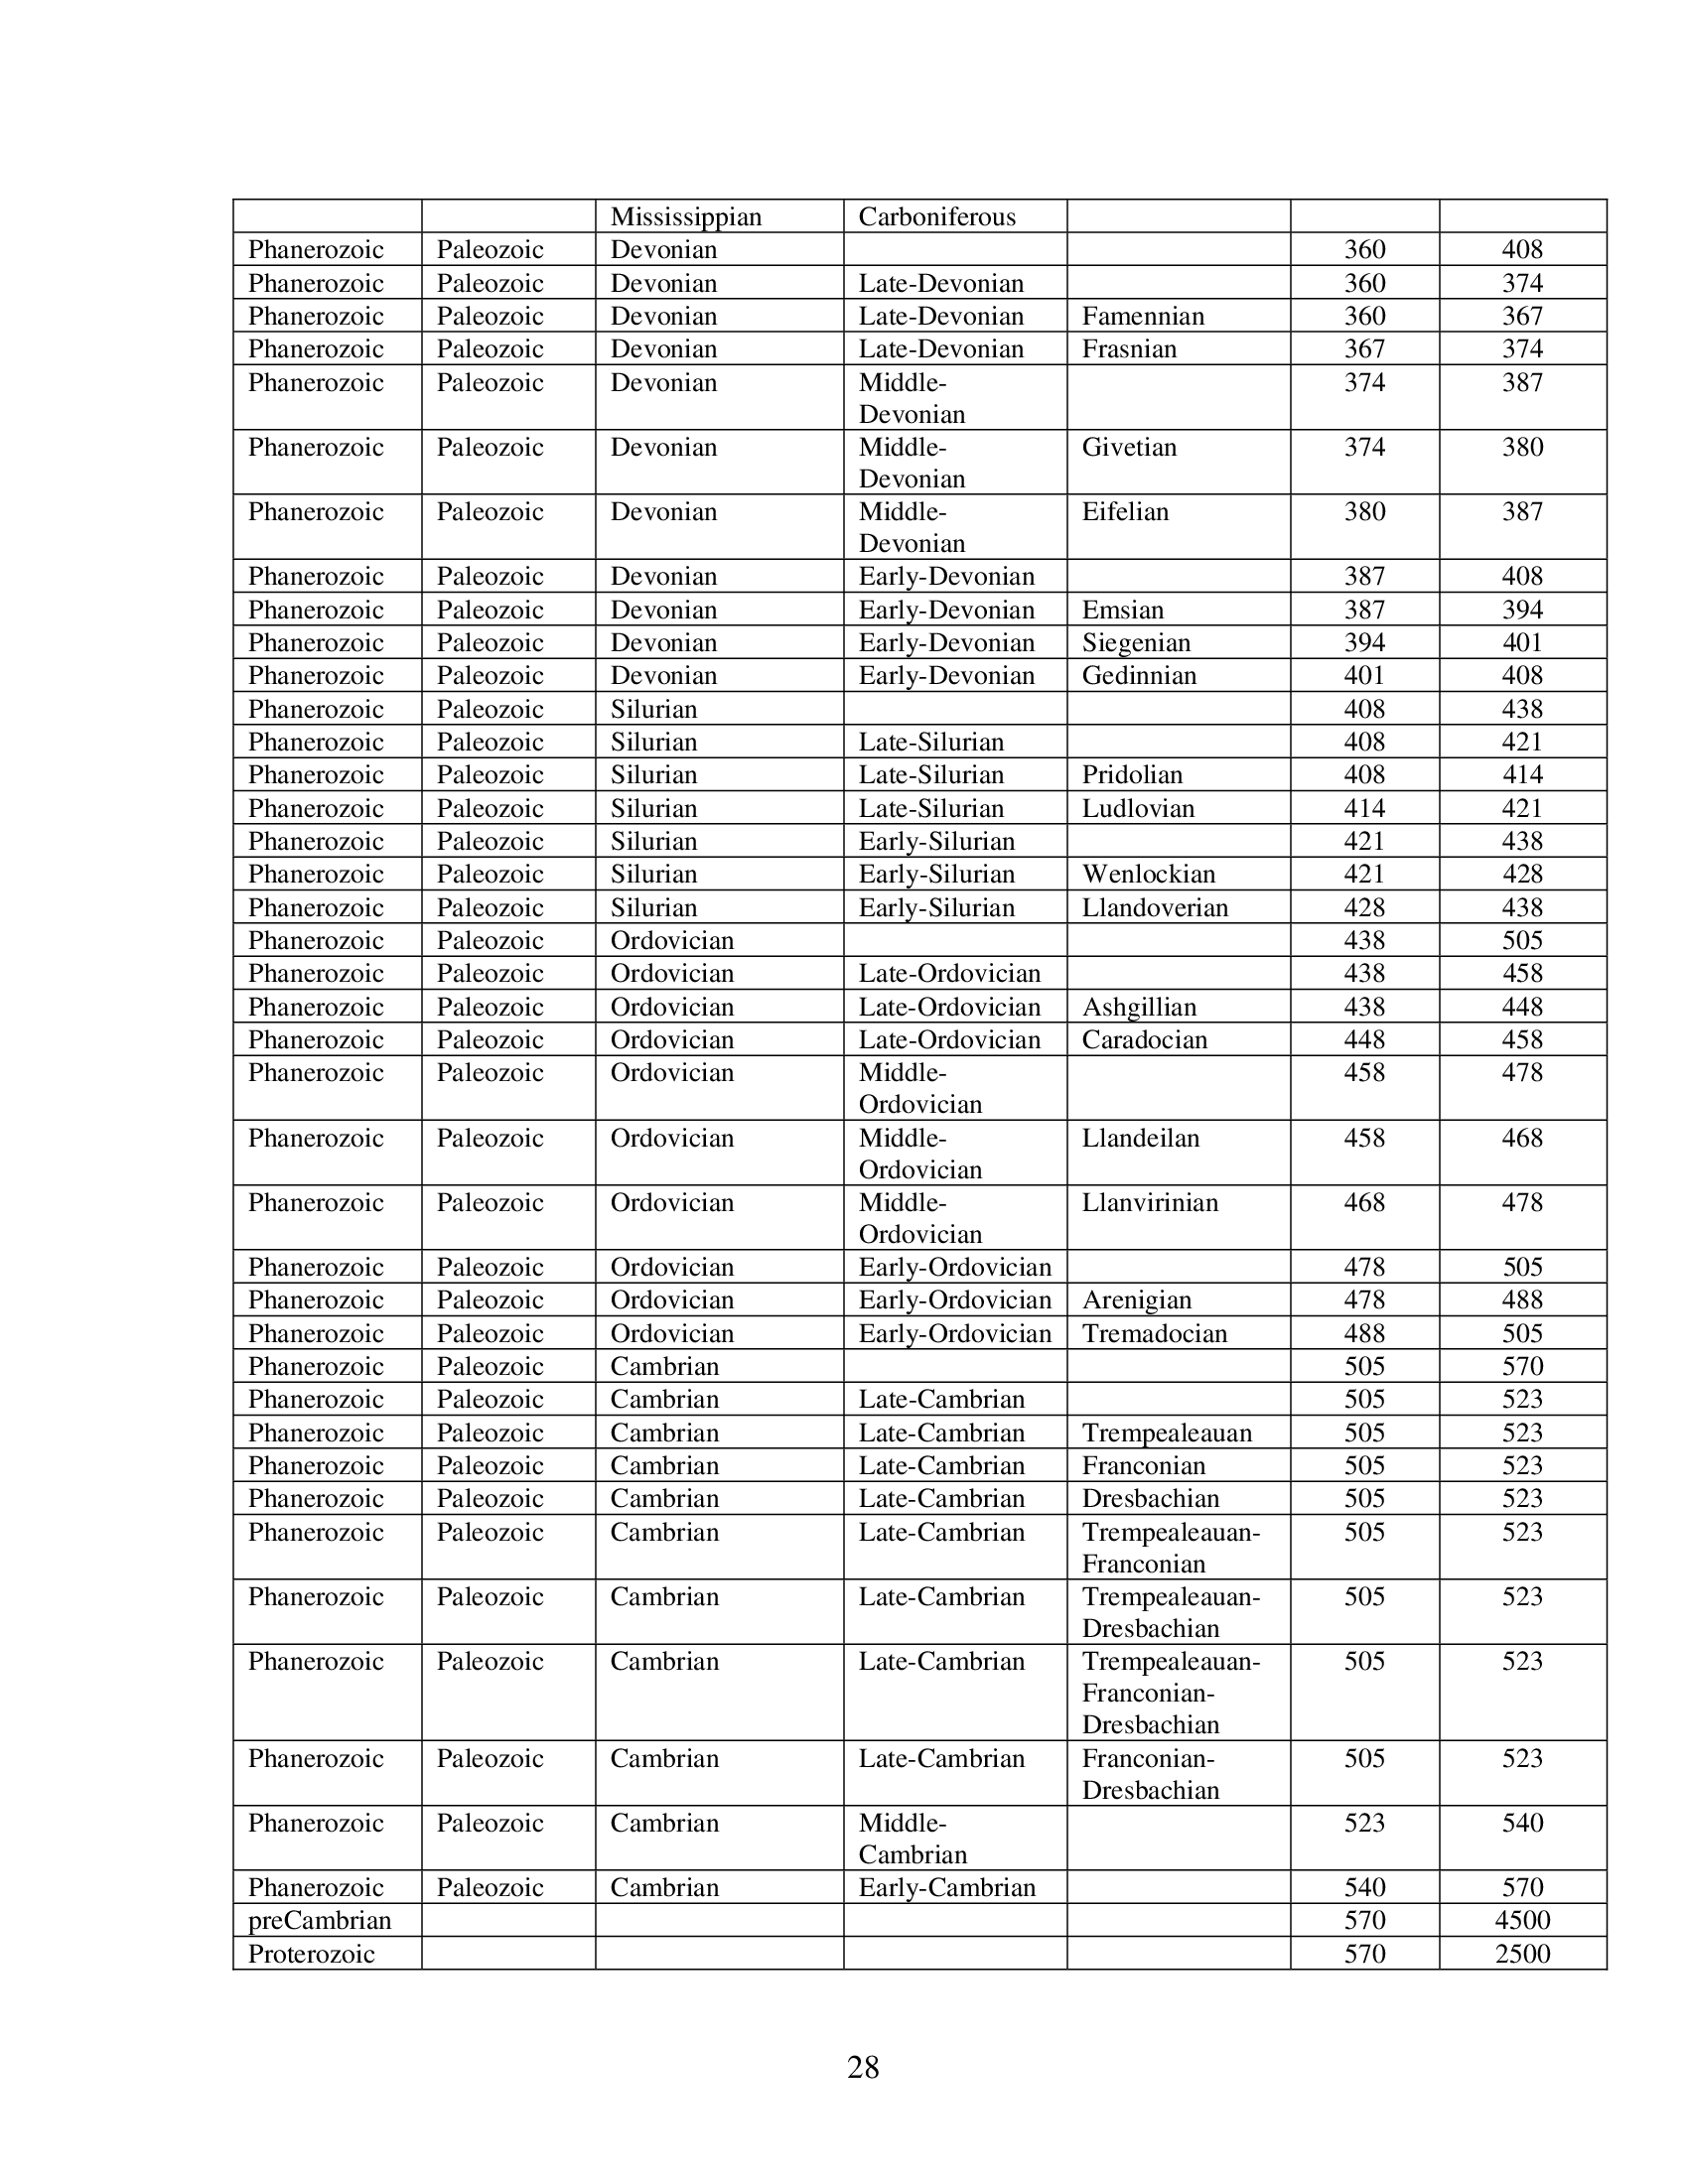 Mississippian Carboniferous
Phanerozoic Paleozoic Devonian 360 408
Phanerozoic Paleozoic Devonian Late-Devonian 360 374
Phanerozoic Paleozoic Devonian Late-Devonian Famennian 360 367
Phanerozoic Paleozoic Devonian Late-Devonian Frasnian 367 374
Phanerozoic Paleozoic Devonian Middle- 374 387
Devonian
Phanerozoic Paleozoic Devonian Middle- Givetian 374 380
Devonian
Phanerozoic Paleozoic Devonian Middle- Eifelian 380 387
Devonian
Phanerozoic Paleozoic Devonian Early-Devonian 387 408
Phanerozoic Paleozoic Devonian Early-Devonian Emsian 387 394
Phanerozoic Paleozoic Devonian Early-Devonian Siegenian 394 401
Phanerozoic Paleozoic Devonian Early-Devonian Gedinnian 401 408
Phanerozoic Paleozoic Silurian 408 438
Phanerozoic Paleozoic Silurian Late-Silurian 408 421
Phanerozoic Paleozoic Silurian Late-Silurian Pridolian 408 414
Phanerozoic Paleozoic Silurian Late-Silurian Ludlovian 414 421
Phanerozoic Paleozoic Silurian Early-Silurian 421 438
Phanerozoic Paleozoic Silurian Early-Silurian Wenlockian 421 428
Phanerozoic Paleozoic Silurian Early-Silurian Llandoverian 428 438
Phanerozoic Paleozoic Ordovician 438 505
Phanerozoic Paleozoic Ordovician Late-Ordovician 438 458
Phanerozoic Paleozoic Ordovician Late-Ordovician Ashgillian 438 448
Phanerozoic Paleozoic Ordovician Late-Ordovician Caradocian 448 458
Phanerozoic Paleozoic Ordovician Middle- 458 478
Ordovician
Phanerozoic Paleozoic Ordovician Middle- Llandeilan 458 468
Ordovician
Phanerozoic Paleozoic Ordovician Middle- Llanvirinian 468 478
Ordovician
Phanerozoic Paleozoic Ordovician Early-Ordovician 478 505
Phanerozoic Paleozoic Ordovician Early-Ordovician Arenigian 478 488
Phanerozoic Paleozoic Ordovician Early-Ordovician Tremadocian 488 505
Phanerozoic Paleozoic Cambrian 505 570
Phanerozoic Paleozoic Cambrian Late-Cambrian 505 523
Phanerozoic Paleozoic Cambrian Late-Cambrian Trempealeauan 505 523
Phanerozoic Paleozoic Cambrian Late-Cambrian Franconian 505 523
Phanerozoic Paleozoic Cambrian Late-Cambrian Dresbachian 505 523
Phanerozoic Paleozoic Cambrian Late-Cambrian Trempealeauan- 505 523
Franconian
Phanerozoic Paleozoic Cambrian Late-Cambrian Trempealeauan- 505 523
Dresbachian
Phanerozoic Paleozoic Cambrian Late-Cambrian Trempealeauan- 505 523
Franconian-
Dresbachian
Phanerozoic Paleozoic Cambrian Late-Cambrian Franconian- 505 523
Dresbachian
Phanerozoic Paleozoic Cambrian Middle- 523 540
Cambrian
Phanerozoic Paleozoic Cambrian Early-Cambrian 540 570
preCambrian 570 4500
Proterozoic 570 2500
28